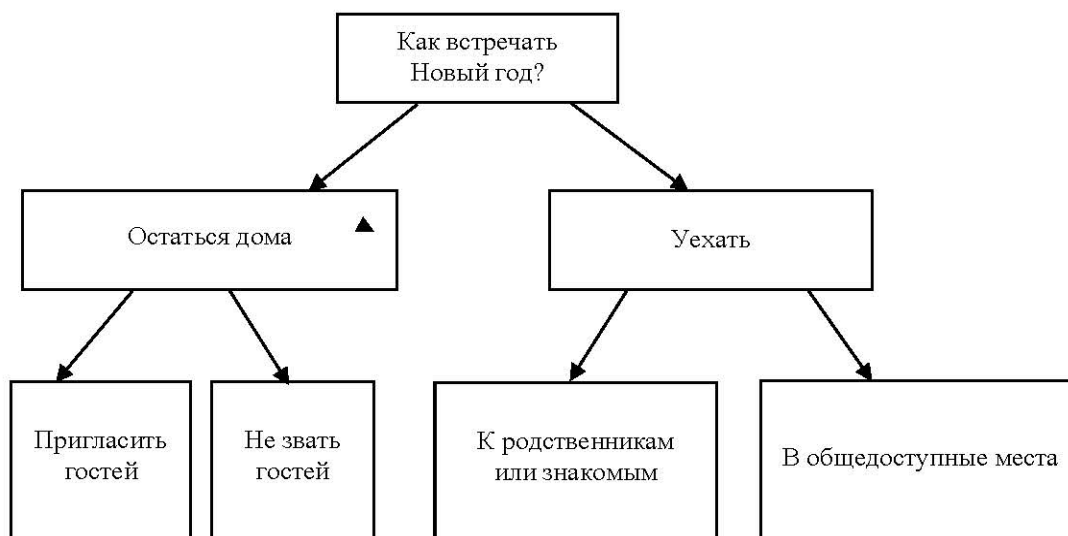 Как встречать
Новый год?
Остаться дома
Уехать
Пригласить
гостей
Не звать
гостей
К родственникам
или знакомым
В общедоступные места